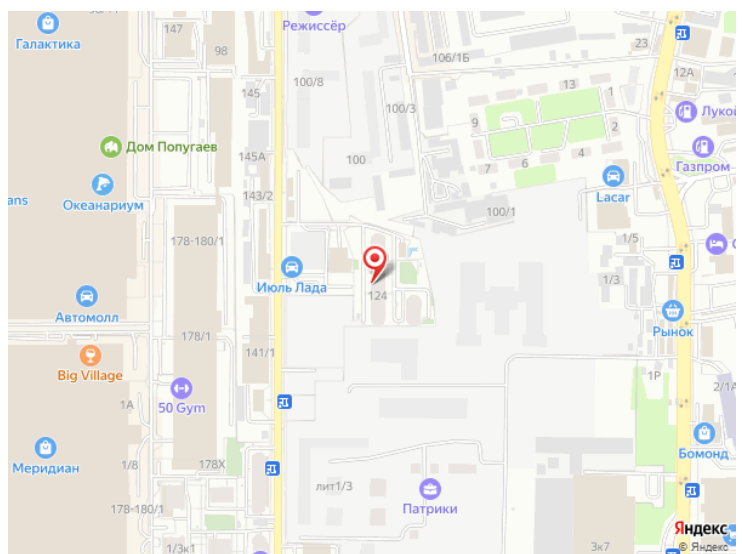 147
Режиссёр
Галактика
98
106/1Б
23
12А
100/8
145
13
1
100/3
9
2
Дом Попугаев
145А
100
7
6
4
Газпром
Океанариум
143/2
Lacar
100/1
178-180/1
1/5
Июль Лада
124
1/3
Автомолл
178/1
Рынок
141/1
Big Village
1Р
1А
50 Gym
2/1А
Бомонд
Меридиан
1/8
178Х
лит1/3
Патрики
178-180/1
Яндекс
1/3к1
3к7
© Яндекс